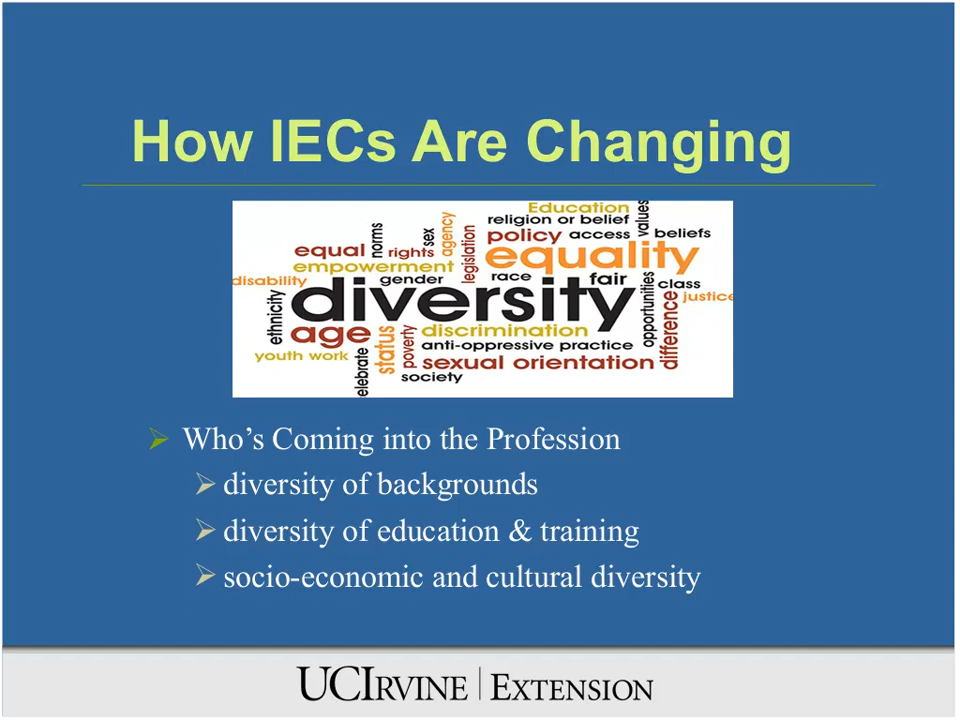 How IECs Are Changing
Education
religion or belief
values
norms
sex
agency
legislation
policy access beliefs
equal rights
equality
empowerment
disability
gender
race
fair
class
diversity
opportunities
justice
ethnicity
age
status
poverty
discrimination
difference
anti-oppressive practice
youth work
elebrate
sexual orientation
society
Who's Coming into the Profession
diversity of backgrounds
diversity of education & training
socio-economic and cultural diversity
UCIRVINE | EXTENSION